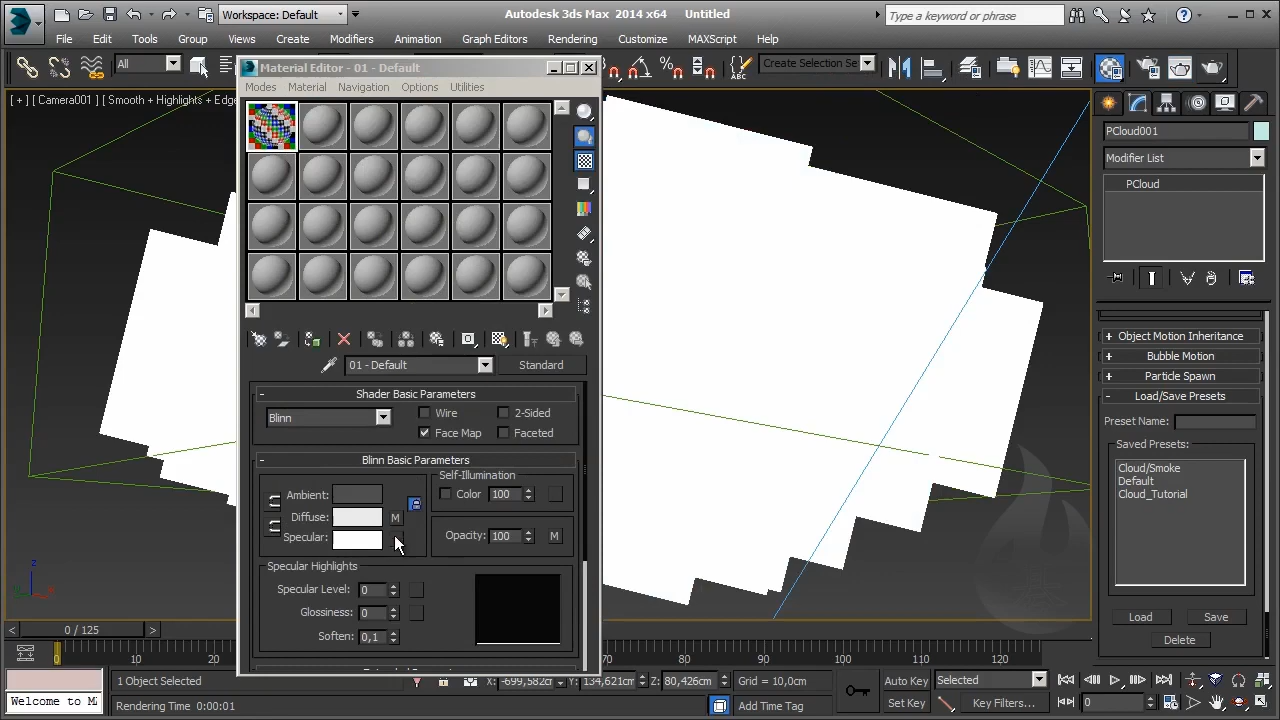 Workspace: Default
Autodesk 3ds Max 2014 x64 Untitled
Type a keyword or phrase
File Edit Tools Group Views Create Modifiers Animation Graph Editors Rendering Customize MAXScript Help
All
Create Selection Se
Material Editor - 01 - Default
Modes Material Navigation Options Utilities
[ + ] [ Camera001 ] [ Smooth + Highlights + Edge
PCloud001
Modifier List
PCloud
01 - Default
Standard
Shader Basic Parameters
Blinn
Wire
2-Sided
Face Map
Faceted
Blinn Basic Parameters
Self-Illumination
Ambient:
Color 100
Diffuse:
M
Specular:
Opacity: 100 M
Specular Highlights
Specular Level: 0
Glossiness: 0
Soften: 0,1
+ Object Motion Inheritance
+ Bubble Motion
+ Particle Spawn
- Load/Save Presets
Preset Name:
Saved Presets:
Cloud/Smoke
Default
Cloud_Tutorial
Load
Save
Delete
z
< 0 / 125 >
0 10 20 70 80 90 100 110 120
1 Object Selected
X: -699,582cm Y: 134,621cm Z: 80,426cm
Grid = 10,0cm
Auto Key
Selected
Welcome to M
Rendering Time 0:00:01
Add Time Tag
Set Key
Key Filters...
0